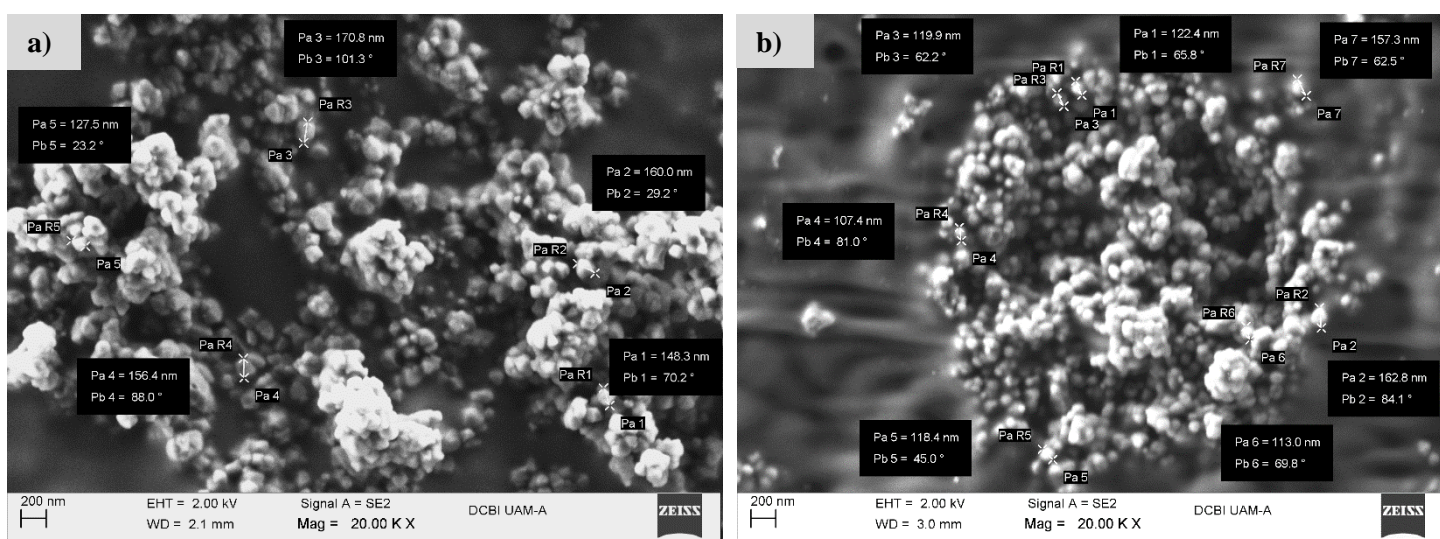 a)
Pa 3 = 170.8 nm
Pb 3 = 101.3 °
Pa R3
Pa 3
Pa 5 = 127.5 nm
Pb 5 = 23.2 °
Pa 2 = 160.0 nm
Pb 2 = 29.2 °
Pa R5
Pa 5
Pa R2
Pa 2
Pa R4
Pa 4
Pa 4 = 156.4 nm
Pb 4 = 88.0 °
Pa 1 = 148.3 nm
Pb 1 = 70.2 °
Pa R1
Pa 1
200 nm
EHT = 2.00 kV
WD = 2.1 mm
Signal A = SE2
Mag = 20.00 K X
DCBI UAM-A
ZEISS
b)
Pa 3 = 119.9 nm
Pb 3 = 62.2 °
Pa 1 = 122.4 nm
Pb 1 = 65.8 °
Pa 7 = 157.3 nm
Pb 7 = 62.5 °
Pa R1
Pa R3
Pa 1
Pa 3
Pa R7
Pa 7
Pa 4 = 107.4 nm
Pb 4 = 81.0 °
Pa R4
Pa 4
Pa R2
Pa 2
Pa R6
Pa 6
Pa 2 = 162.8 nm
Pb 2 = 84.1 °
Pa 5 = 118.4 nm
Pb 5 = 45.0 °
Pa R5
Pa 5
Pa 6 = 113.0 nm
Pb 6 = 69.8 °
200 nm
EHT = 2.00 kV
WD = 3.0 mm
Signal A = SE2
Mag = 20.00 K X
DCBI UAM-A
ZEISS